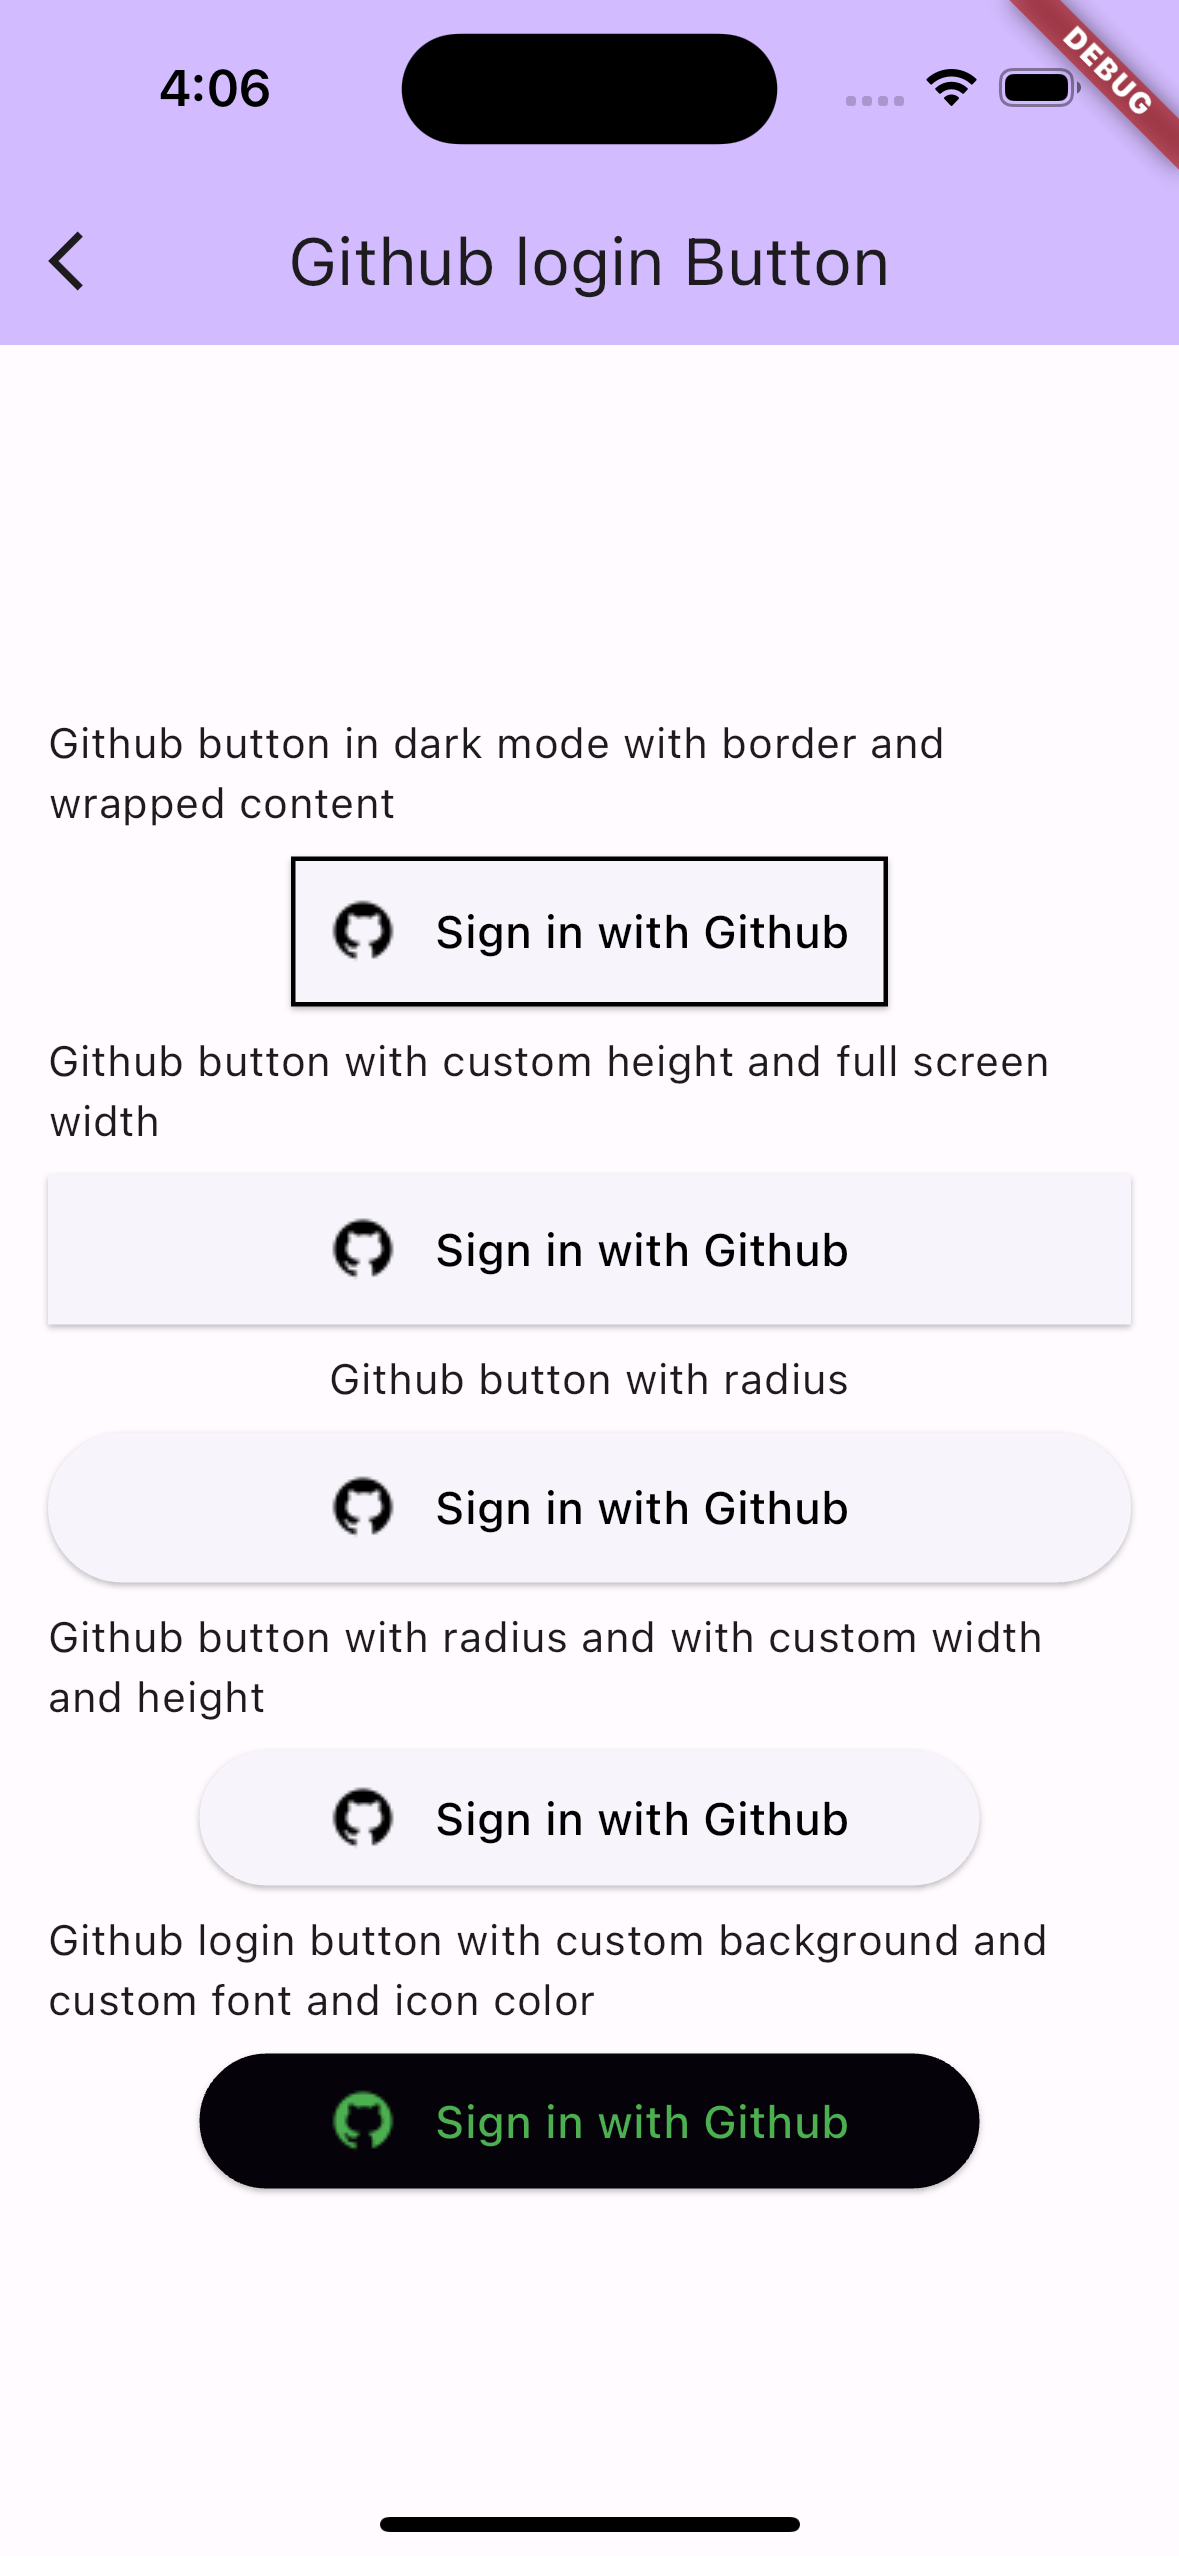 4:06
DEBUG
Github login Button
Github button in dark mode with border and
wrapped content
Sign in with Github
Github button with custom height and full screen
width
Sign in with Github
Github button with radius
Sign in with Github
Github button with radius and with custom width
and height
Sign in with Github
Github login button with custom background and
custom font and icon color
Sign in with Github